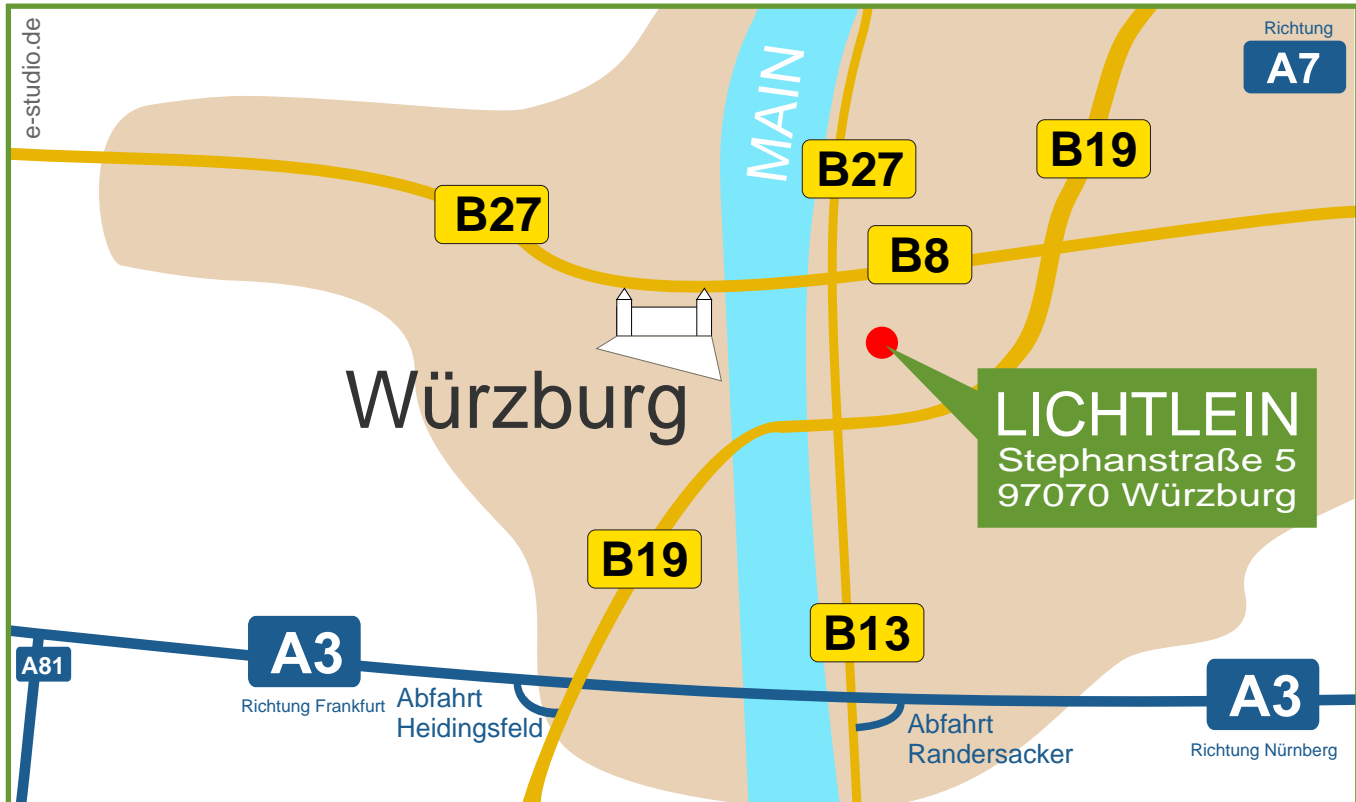 e-studio.de
Richtung
A7
MAIN
B19
B27
B27
B8
Würzburg
LICHTLEIN
Stephanstraße 5
97070 Würzburg
B19
B13
A3
A81
Richtung Frankfurt
Abfahrt
Heidingsfeld
A3
Abfahrt
Randersacker
Richtung Nürnberg